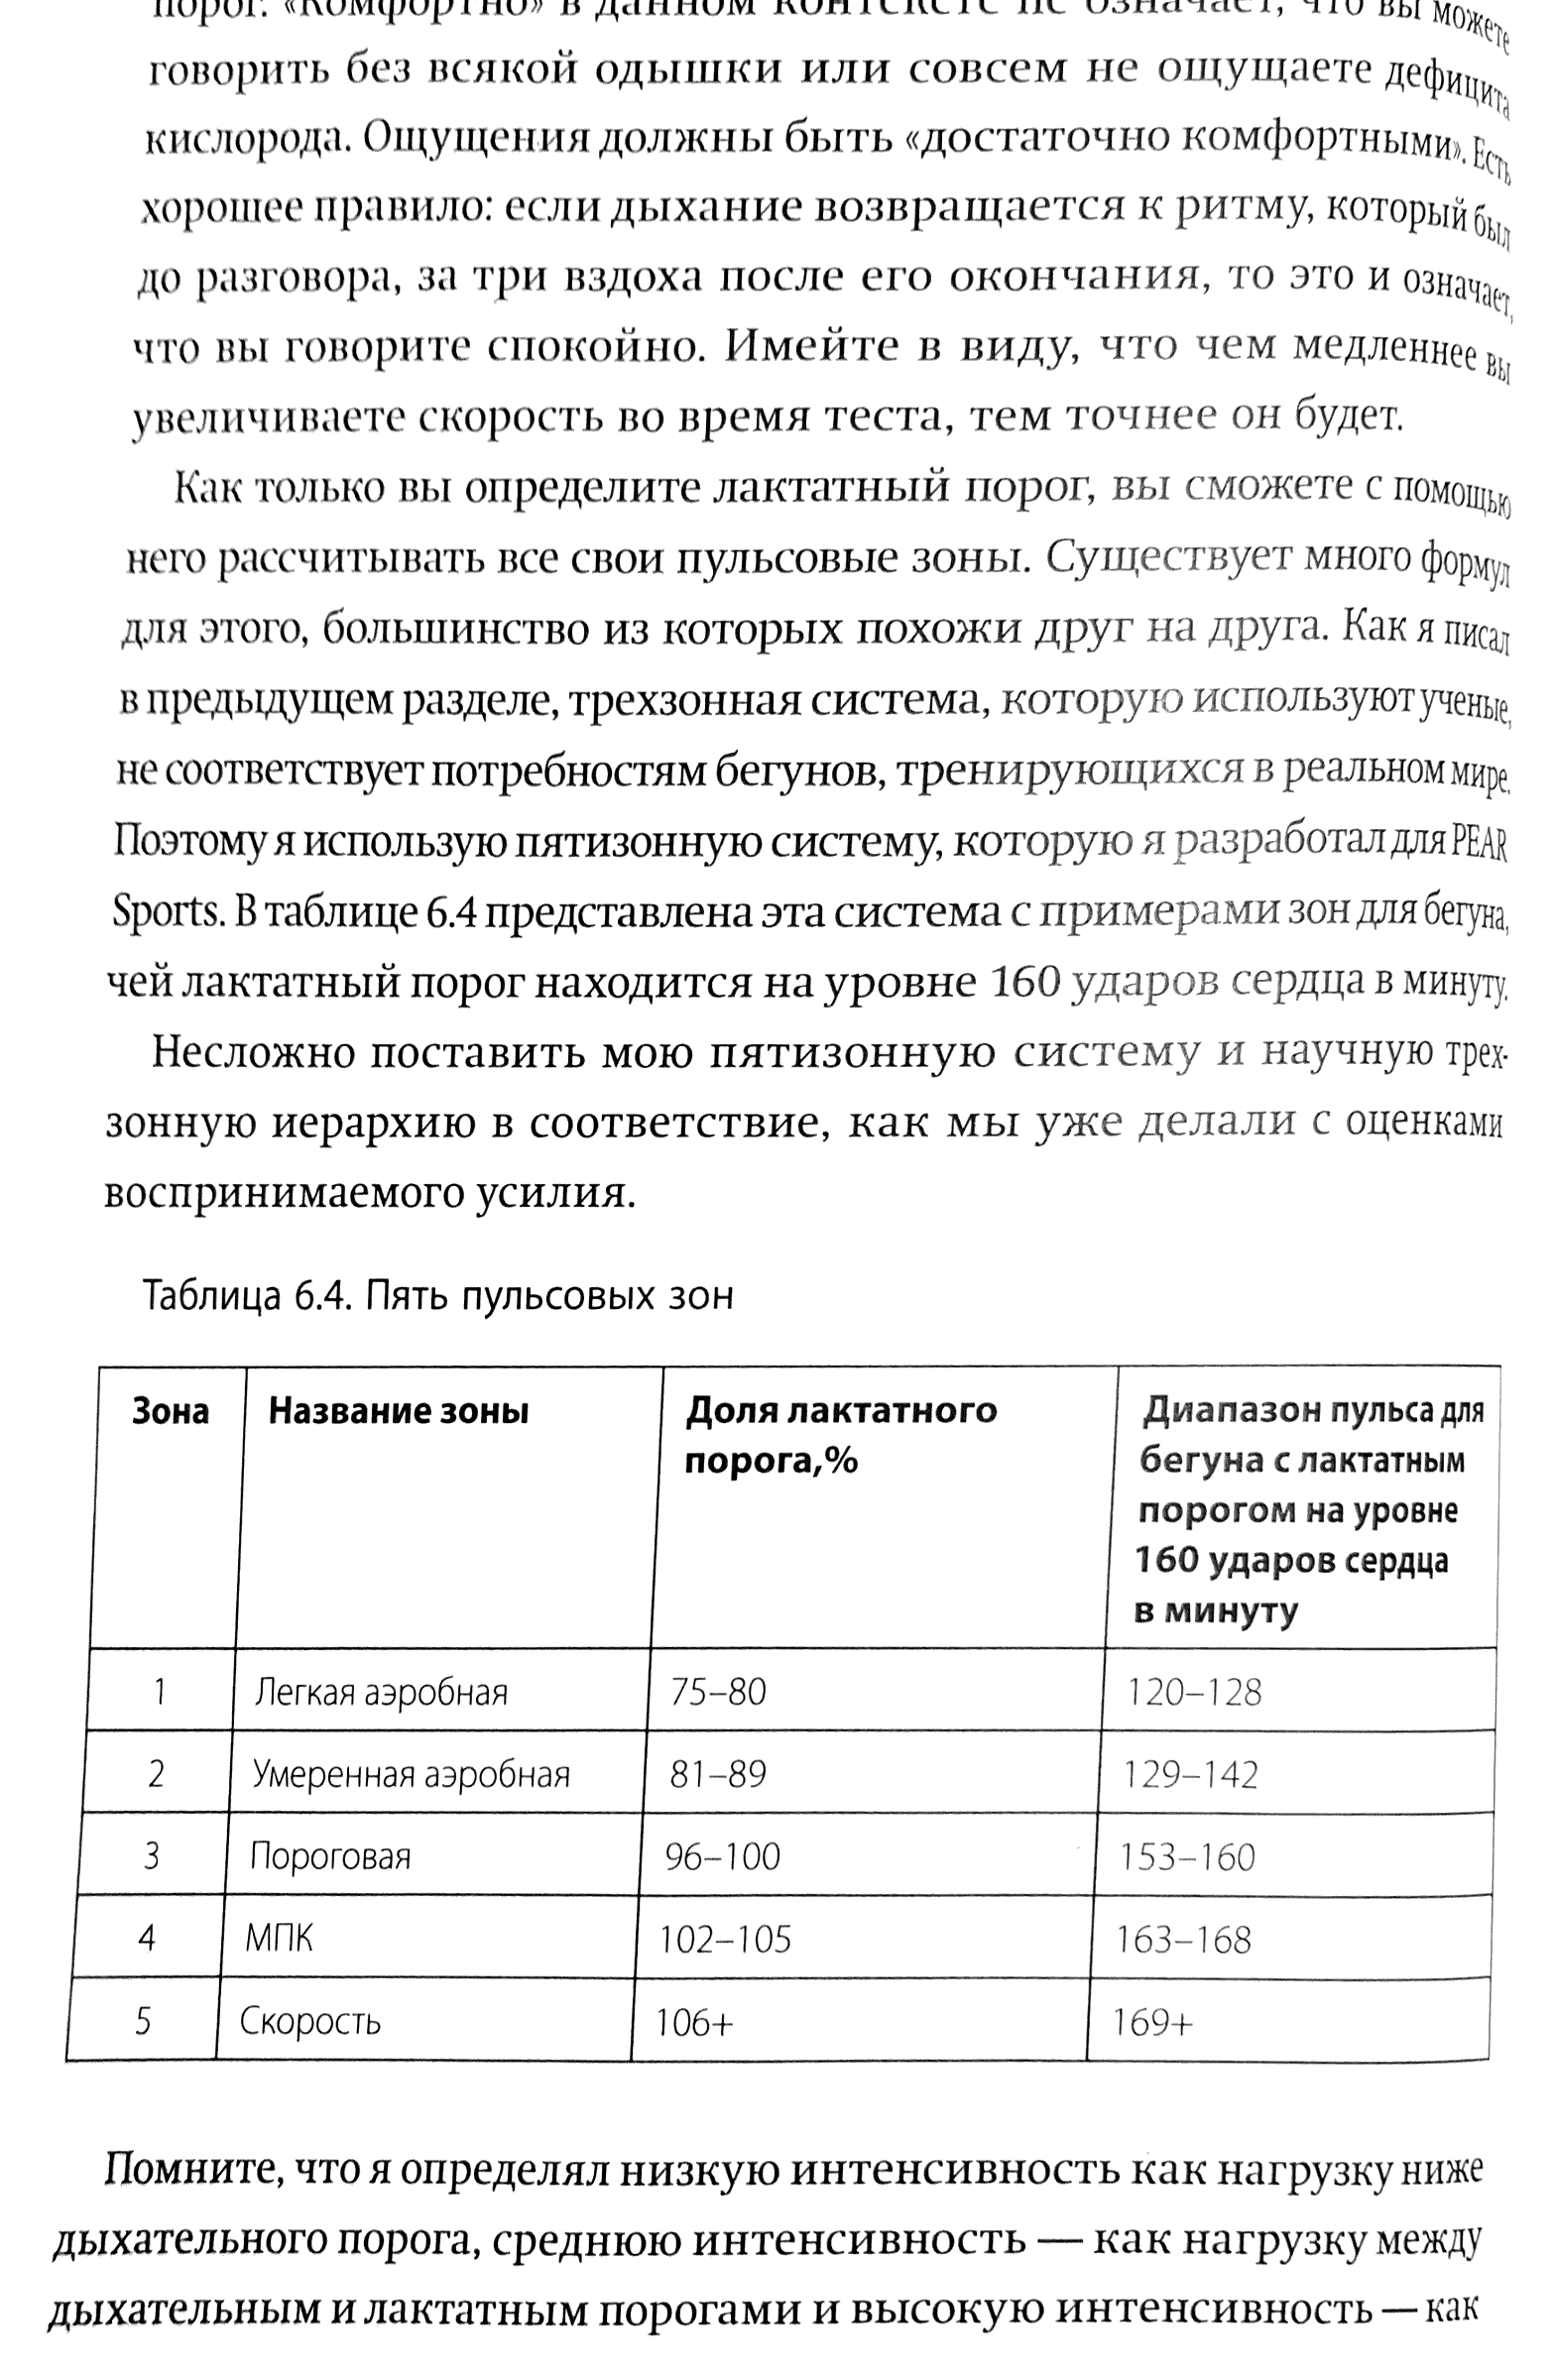 порог. «Комфортно» в данном контексте не означает, что вы можете
говорить без всякой одышки или совсем не ощущаете дефицита
кислорода. Ощущения должны быть «достаточно комфортными». Есть
хорошее правило: если дыхание возвращается к ритму, который был
до разговора, за три вздоха после его окончания, то это и означает,
что вы говорите спокойно. Имейте в виду, что чем медленнее вы
увеличиваете скорость во время теста, тем точнее он будет.
Как только вы определите лактатный порог, вы сможете с помощью
него рассчитывать все свои пульсовые зоны. Существует много формул
для этого, большинство из которых похожи друг на друга. Как я писал
в предыдущем разделе, трехзонная система, которую используют ученые,
не соответствует потребностям бегунов, тренирующихся в реальном мире.
Поэтому я использую пятизонную систему, которую я разработал для PEAR
Sports. В таблице 6.4 представлена эта система с примерами зон для бегуна,
чей лактатный порог находится на уровне 160 ударов сердца в минуту.
Несложно поставить мою пятизонную систему и научную трех-
зонную иерархию в соответствие, как мы уже делали с оценками
воспринимаемого усилия.
Таблица 6.4. Пять пульсовых зон
Зона Название зоны Доля лактатного Диапазон пульса для
порога,% бегуна с лактатным
порогом на уровне
160 ударов сердца
в минуту
1 Легкая аэробная 75–80 120–128
2 Умеренная аэробная 81–89 129–142
3 Пороговая 96–100 153–160
4 МПК 102–105 163–168
5 Скорость 106+ 169+
Помните, что я определял низкую интенсивность как нагрузку ниже
дыхательного порога, среднюю интенсивность — как нагрузку между
дыхательным и лактатным порогами и высокую интенсивность — как